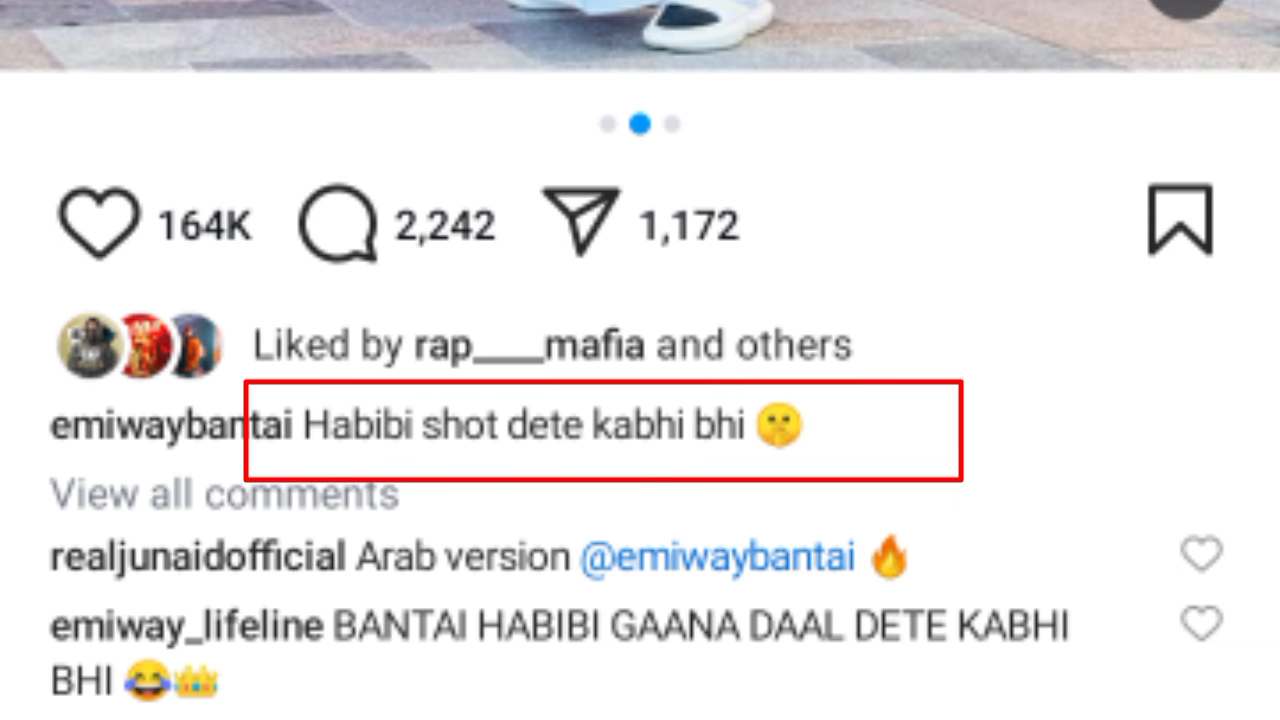 164K 2,242 1,172
Liked by rap____mafia and others
emiwaybantai Habibi shot dete kabhi bhi 🤫
View all comments
realjunaidofficial Arab version @emiwaybantai 🔥
emiway_lifeline BANTAI HABIBI GAANA DAAL DETE KABHI
BHI 😂👑